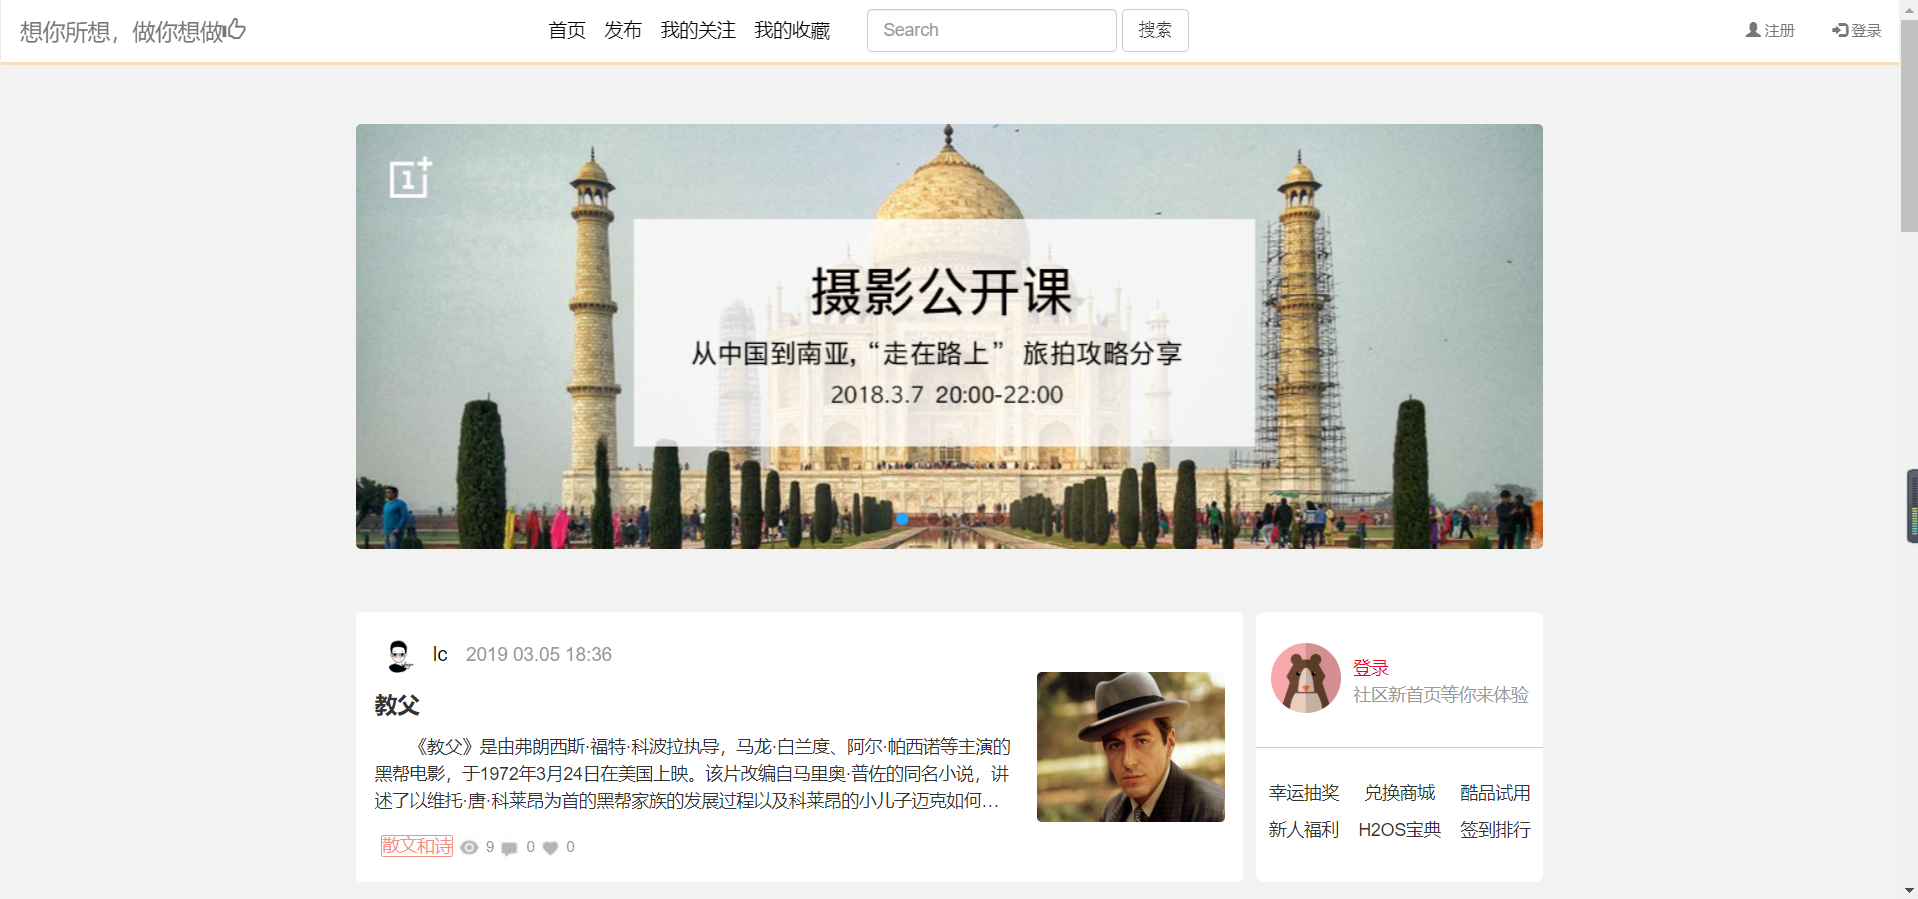 想你所想，做你想做
首页 发布 我的关注 我的收藏 Search 搜索 注册 登录
1+
摄影公开课
从中国到南亚, “走在路上” 旅拍攻略分享
2018.3.7 20:00-22:00
lc 2019 03.05 18:36
教父
《教父》是由弗朗西斯·福特·科波拉执导，马龙·白兰度、阿尔·帕西诺等主演的
黑帮电影，于1972年3月24日在美国上映。该片改编自马里奥·普佐的同名小说，讲
述了以维托·唐·科莱昂为首的黑帮家族的发展过程以及科莱昂的小儿子迈克如何...
散文和诗 9 0 0
登录
社区新首页等你来体验
幸运抽奖 兑换商城 酷品试用
新人福利 H2OS宝典 签到排行